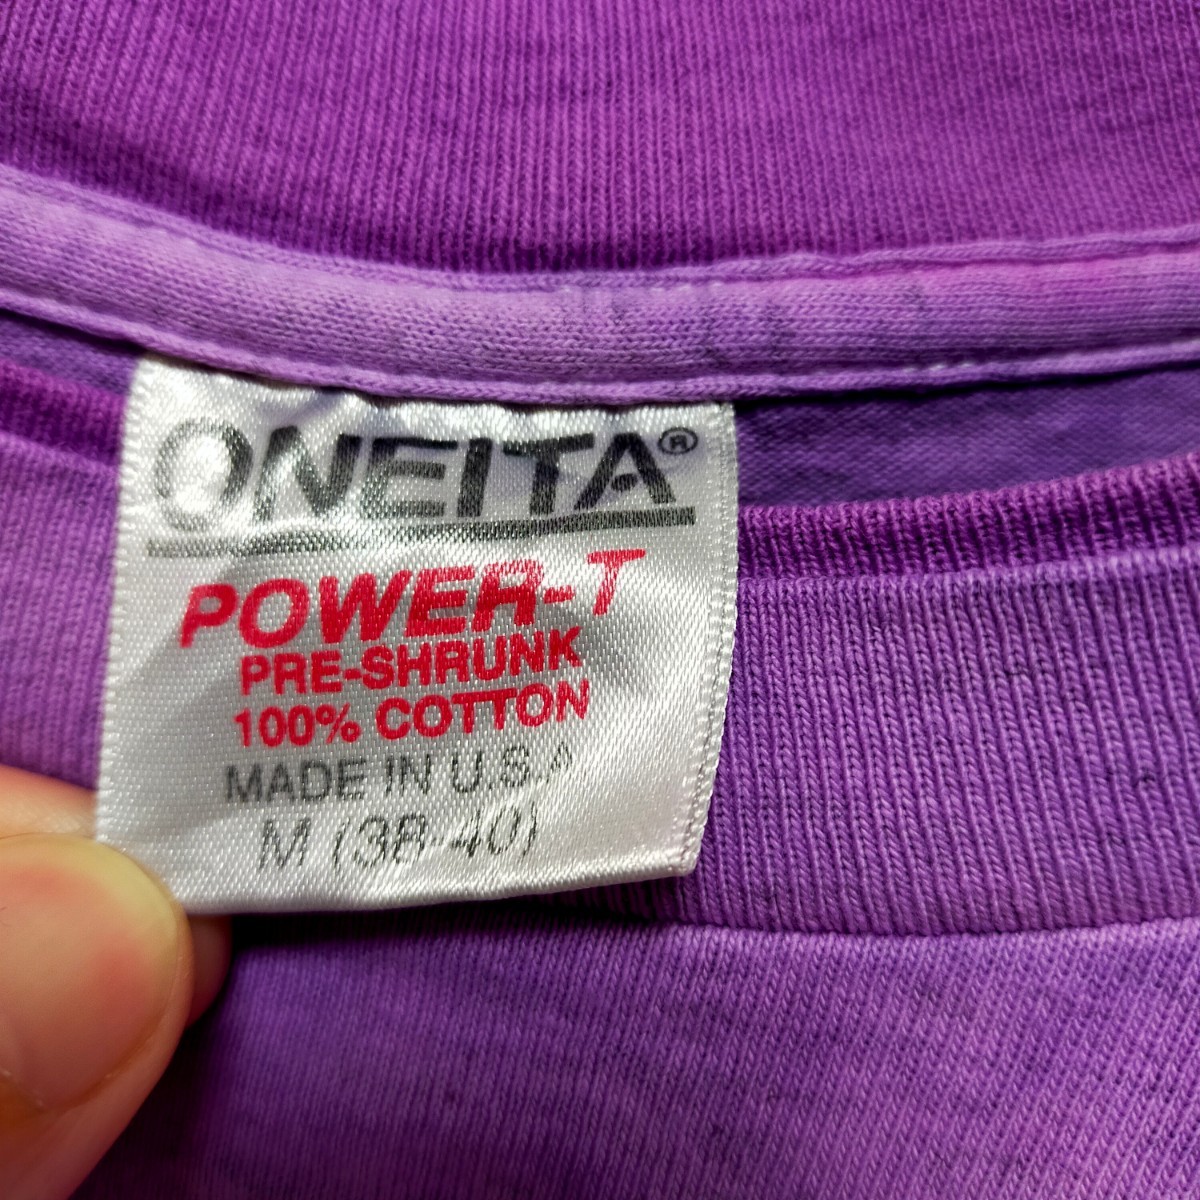 ONEITA®
POWER-T
PRE-SHRUNK
100% COTTON
MADE IN U.S.A
M (38-40)